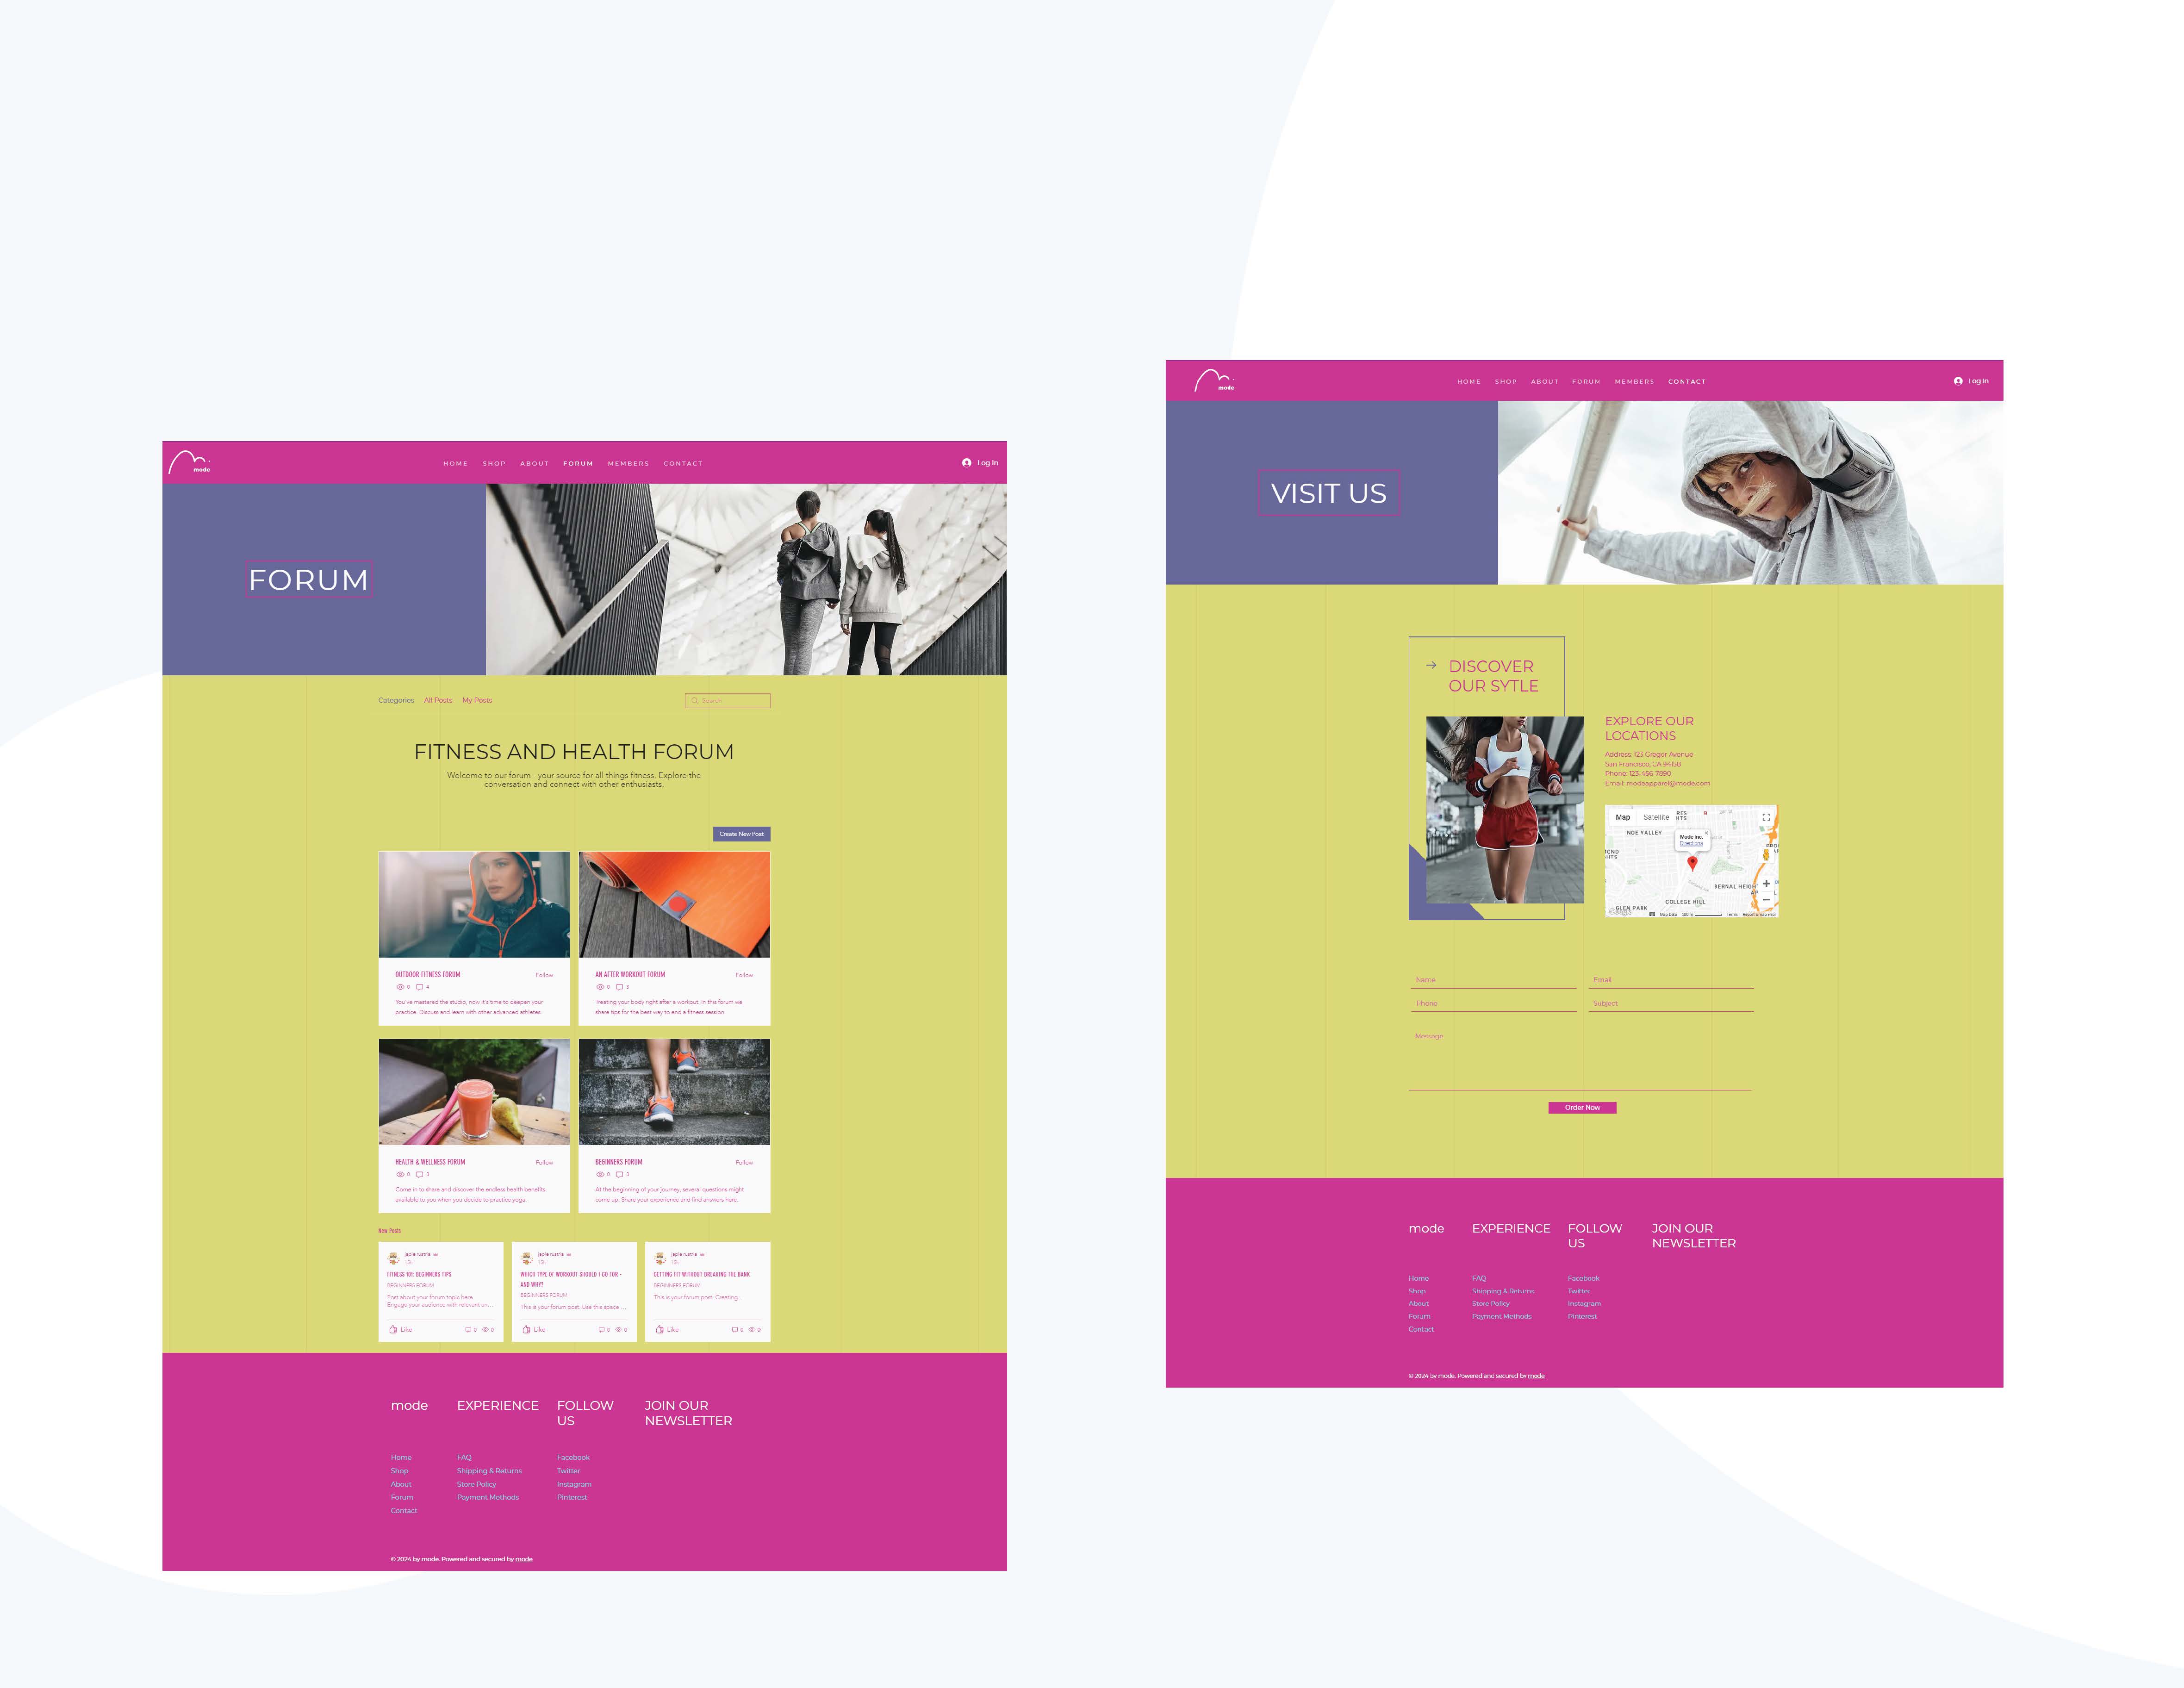 mode
HOME SHOP ABOUT FORUM MEMBERS CONTACT
Log In
FORUM
Categories All Posts My Posts
Search
FITNESS AND HEALTH FORUM
Welcome to our forum - your source for all things fitness. Explore the
conversation and connect with other enthusiasts.
Create New Post
OUTDOOR FITNESS FORUM
Follow
0 4
You've mastered the studio, now it's time to deepen your
practice. Discuss and learn with other advanced athletes.
AN AFTER WORKOUT FORUM
Follow
0
Treating your body right after a workout. In this forum we
share tips for the best way to end a fitness session.
HEALTH & WELLNESS FORUM
Follow
0
Come in to share and discover the endless health benefits
available to you when you decide to practice yoga.
BEGINNERS FORUM
Follow
0
At the beginning of your journey, several questions might
come up. Share your experience and find answers here.
New Posts
FITNESS 101: BEGINNERS TIPS
BEGINNERS FORUM
Post about your forum topic here.
Engage your audience with relevant an...
Like
0 0
WHICH TYPE OF WORKOUT SHOULD I GO FOR -
AND WHY?
BEGINNERS FORUM
This is your forum post. Use this space ...
Like
0 0
GETTING FIT WITHOUT BREAKING THE BANK
BEGINNERS FORUM
This is your forum post. Creating...
Like
0 0
mode
EXPERIENCE
FOLLOW
US
JOIN OUR
NEWSLETTER
Home
Shop
About
Forum
Contact
FAQ
Shipping & Returns
Store Policy
Payment Methods
Facebook
Twitter
Instagram
Pinterest
© 2024 by mode. Powered and secured by mode
mode
HOME SHOP ABOUT FORUM MEMBERS CONTACT
Log In
VISIT US
DISCOVER
OUR SYTLE
EXPLORE OUR
LOCATIONS
Address: 123 Gregor Avenue
San Francisco, CA 94158
Phone: 123-456-7890
E-mail: modeapparel@mode.com
Map Satellite
NOE VALLEY
Mode Inc.
Directions
BERNAL HEIGHT
COLLEGE HILL
GLEN PARK
Map Data 500 m Terms Report a map error
Name
Email
Phone
Subject
Message
Order Now
mode
EXPERIENCE
FOLLOW
US
JOIN OUR
NEWSLETTER
Home
Shop
About
Forum
Contact
FAQ
Shipping & Returns
Store Policy
Payment Methods
Facebook
Twitter
Instagram
Pinterest
© 2024 by mode. Powered and secured by mode